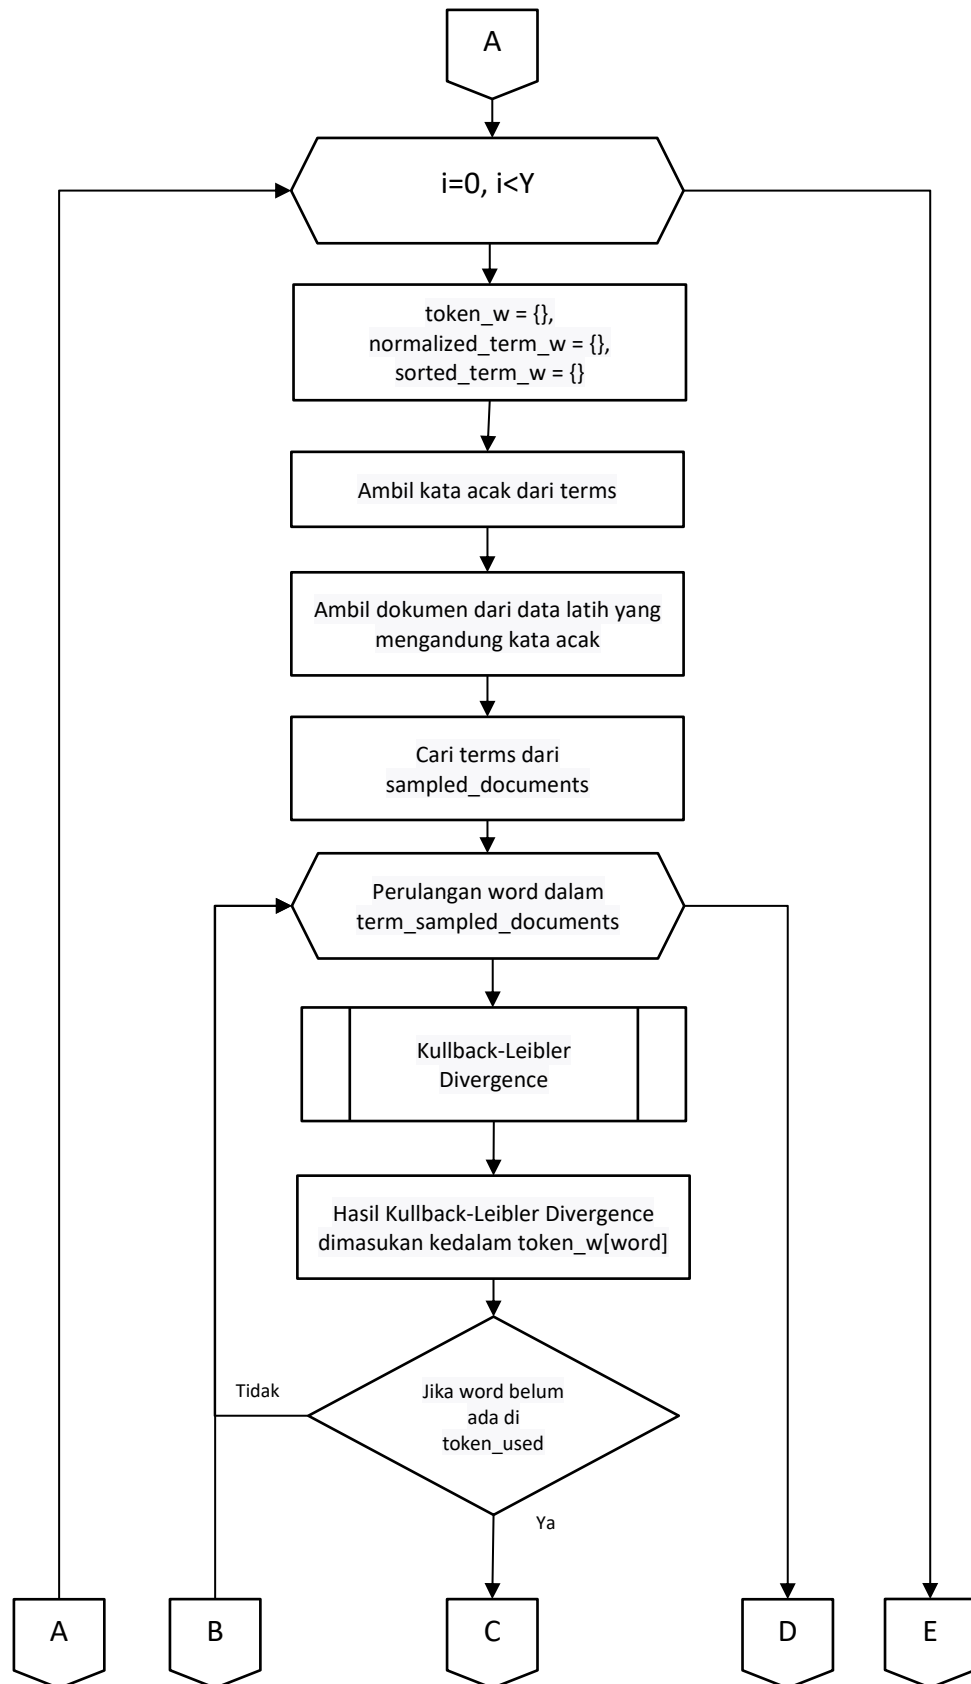 A
i=0, i<Y
token_w = {},
normalized_term_w = {},
sorted_term_w = {}
Ambil kata acak dari terms
Ambil dokumen dari data latih yang
mengandung kata acak
Cari terms dari
sampled_documents
Perulangan word dalam
term_sampled_documents
Kullback-Leibler
Divergence
Hasil Kullback-Leibler Divergence
dimasukan kedalam token_w[word]
Tidak
Jika word belum
ada di
token_used
Ya
A
B
C
D
E